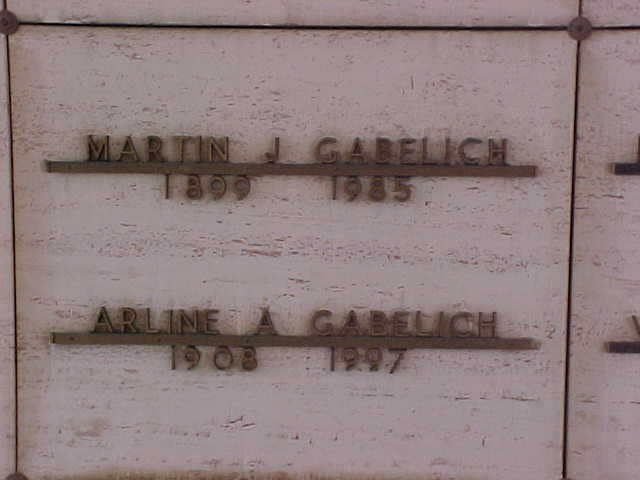 MARTIN J GABELICH
1899 1985
ARLINE A GABELICH
1908 1997